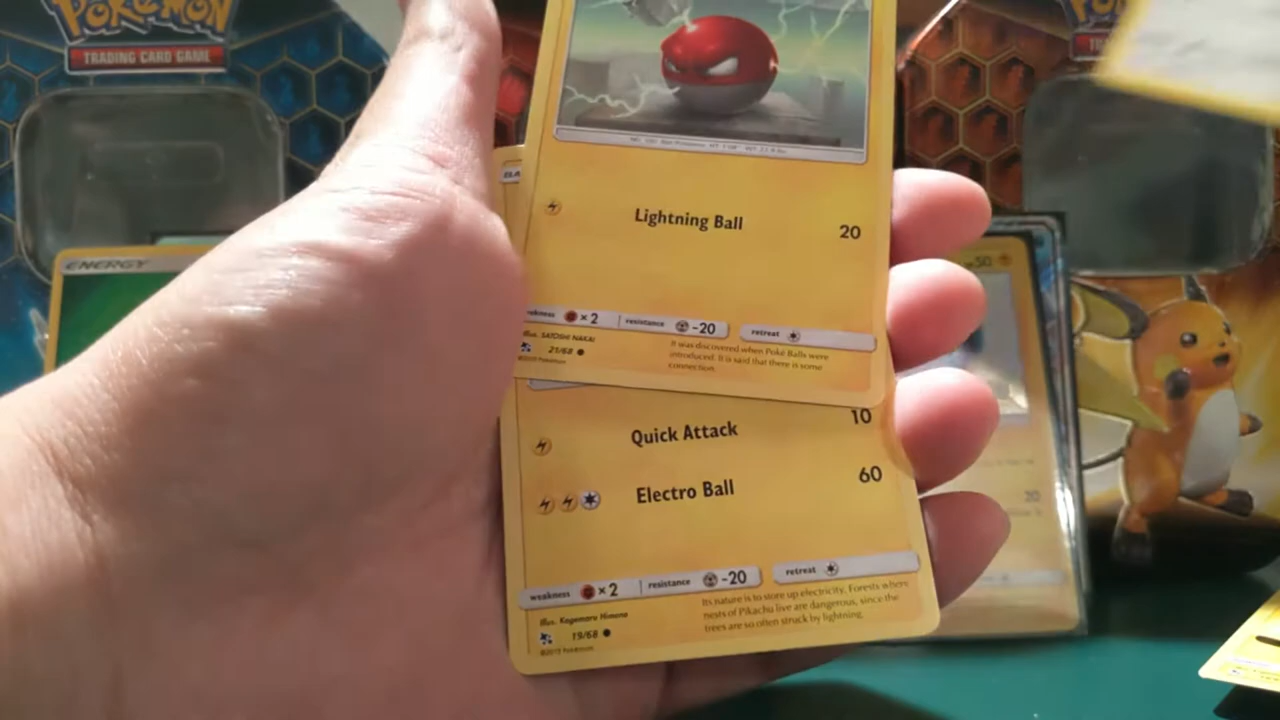 POKÉMON
TRADING CARD GAME
ENERGY
Lightning Ball 20
× 2 resistance -20 retreat
Illus. SATOSHI NAKAI
21/68
©2019 Pokémon
It was discovered when Poké Balls were
introduced. It is said that there is some
connection.
Quick Attack 10
Electro Ball 60
weakness × 2 resistance -20 retreat
Illus. Kagemaru Himeno
19/68
©2019 Pokémon
Its nature is to store up electricity. Forests where
nests of Pikachu live are dangerous, since the
trees are so often struck by lightning.
50
20